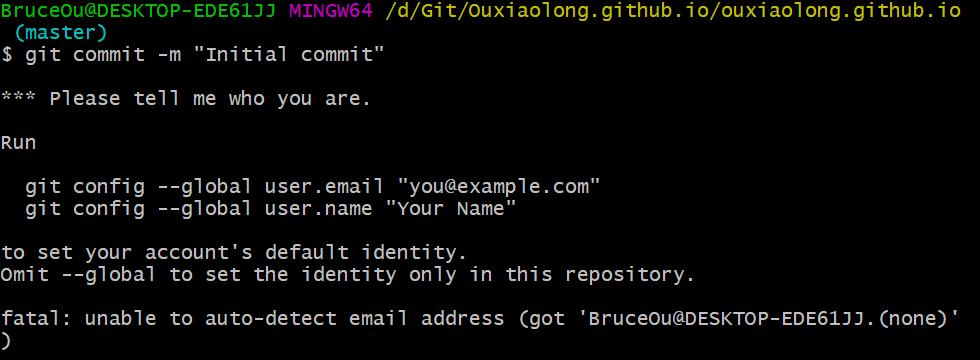 BruceOu@DESKTOP-EDE61JJ MINGW64 /d/Git/Ouxiaolong.github.io/ouxiaolong.github.io
(master)
$ git commit -m "Initial commit"
*** Please tell me who you are.
Run
git config --global user.email "you@example.com"
git config --global user.name "Your Name"
to set your account's default identity.
Omit --global to set the identity only in this repository.
fatal: unable to auto-detect email address (got 'BruceOu@DESKTOP-EDE61JJ.(none)'
)